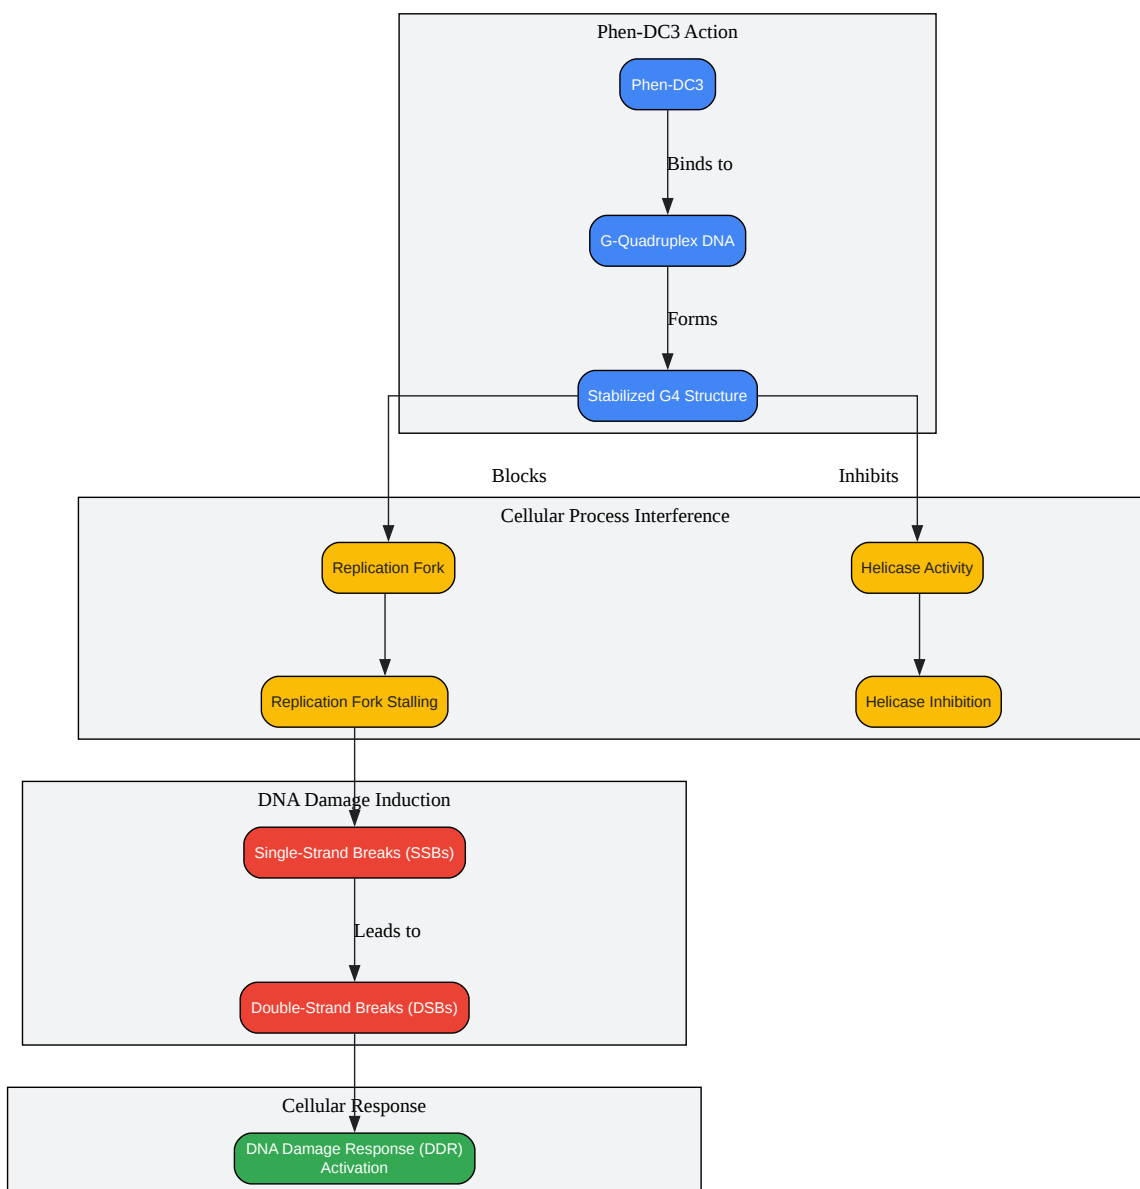 Phen-DC3 Action
Phen-DC3
Binds to
G-Quadruplex DNA
Forms
Stabilized G4 Structure
Blocks
Inhibits
Cellular Process Interference
Replication Fork
Helicase Activity
Replication Fork Stalling
Helicase Inhibition
DNA Damage Induction
Single-Strand Breaks (SSBs)
Leads to
Double-Strand Breaks (DSBs)
Cellular Response
DNA Damage Response (DDR)
Activation